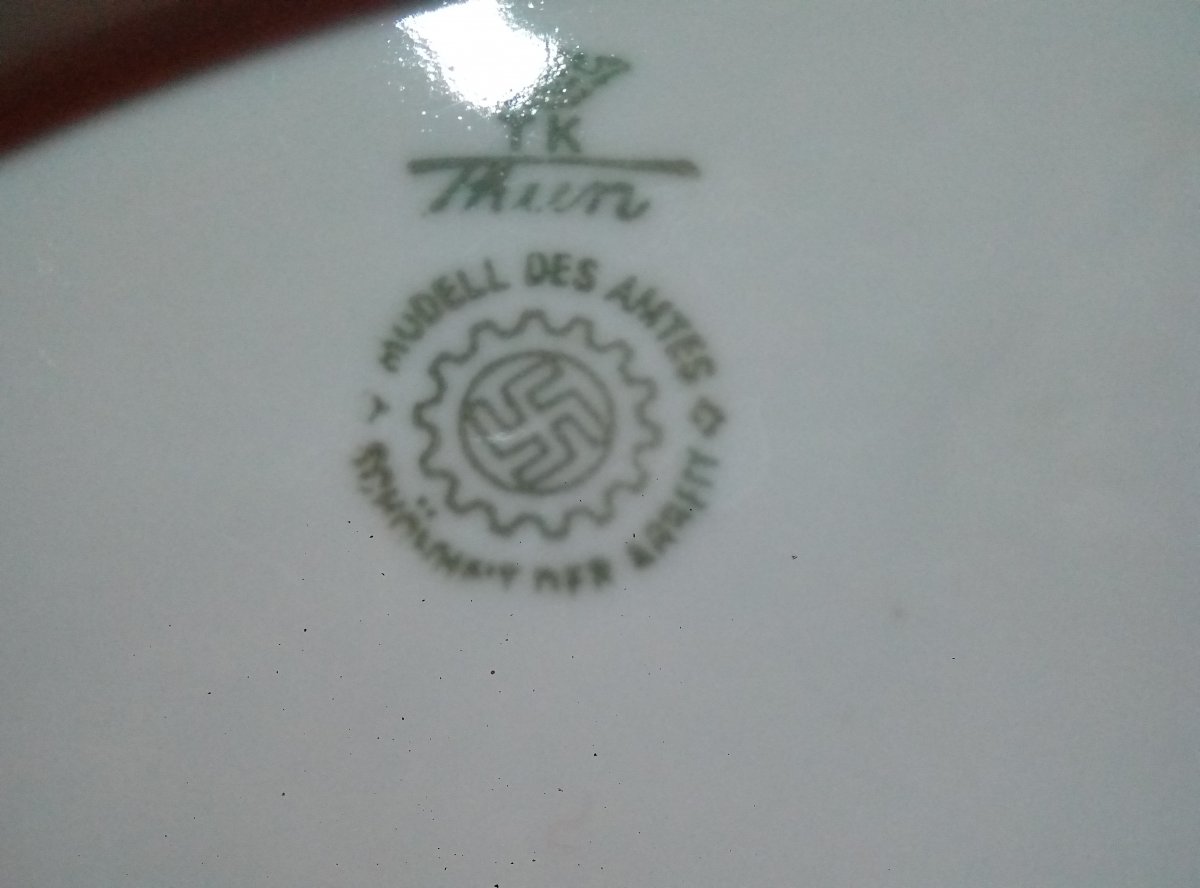 TK
Thun
MODELL DES AMTES
SCHÖNHEIT DER ARBEIT